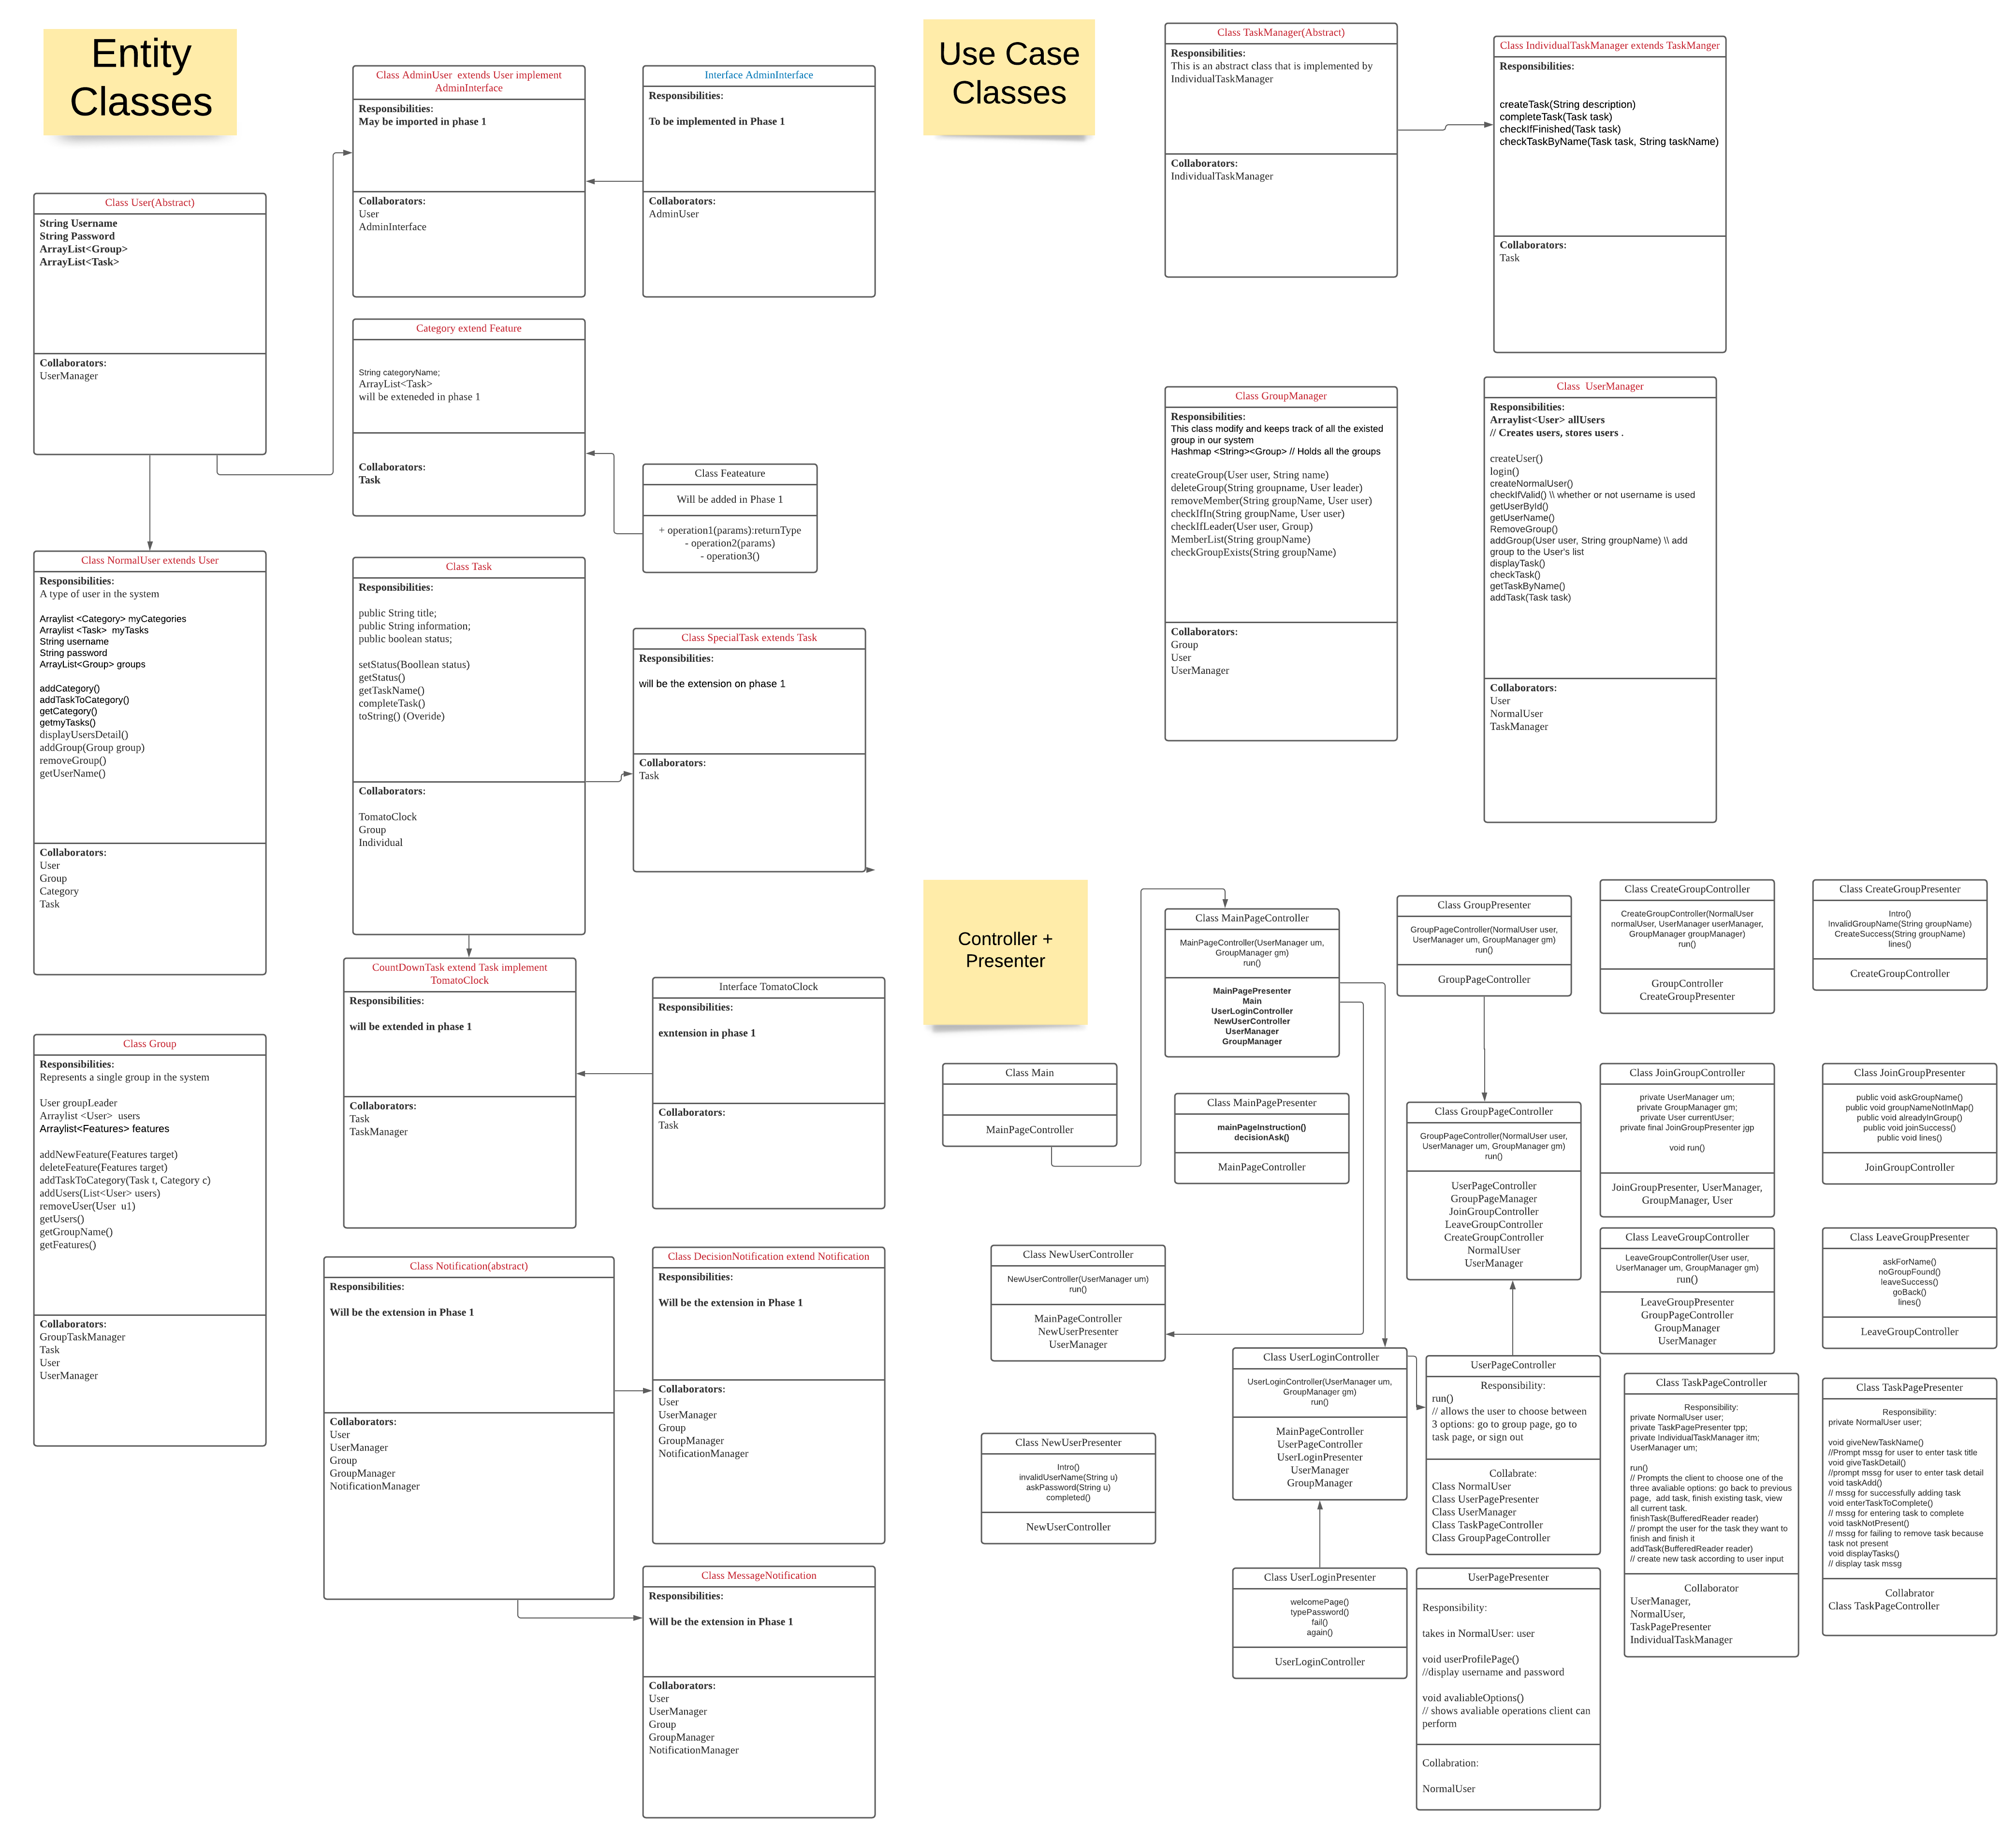 Entity
Classes
Class User(Abstract)
String Username
String Password
ArrayList<Group>
ArrayList<Task>
Collaborators:
UserManager
Class NormalUser extends User
Responsibilities:
A type of user in the system
Arraylist <Category> myCategories
Arraylist <Task>  myTasks
String username
String password
ArrayList<Group> groups
addCategory()
addTaskToCategory()
getCategory()
getmyTasks()
displayUsersDetail()
addGroup(Group group)
removeGroup()
getUserName()
Collaborators:
User
Group
Category
Task
Class Group
Responsibilities:
Represents a single group in the system
User groupLeader
Arraylist <User>  users
Arraylist<Features> features
addNewFeature(Features target)
deleteFeature(Features target)
addTaskToCategory(Task t, Category c)
addUsers(List<User> users)
removeUser(User  u1)
getUsers()
getGroupName()
getFeatures()
Collaborators:
GroupTaskManager
Task
User
UserManager
Class AdminUser  extends User implement
AdminInterface
Responsibilities:
May be imported in phase 1
Collaborators:
User
AdminInterface
Interface AdminInterface
Responsibilities:
To be implemented in Phase 1
Collaborators:
AdminUser
Category extend Feature
String categoryName;
ArrayList<Task>
will be exteneded in phase 1
Collaborators:
Task
Class Feateature
Will be added in Phase 1
+ operation1(params):returnType
- operation2(params)
- operation3()
Class Task
Responsibilities:
public String title;
public String information;
public boolean status;
setStatus(Boollean status)
getStatus()
getTaskName()
completeTask()
toString() (Overide)
Collaborators:
TomatoClock
Group
Individual
Class SpecialTask extends Task
Responsibilities:
will be the extension on phase 1
Collaborators:
Task
CountDownTask extend Task implement
TomatoClock
Responsibilities:
will be extended in phase 1
Collaborators:
Task
TaskManager
Interface TomatoClock
Responsibilities:
exntension in phase 1
Collaborators:
Task
Class Notification(abstract)
Responsibilities:
Will be the extension in Phase 1
Collaborators:
User
UserManager
Group
GroupManager
NotificationManager
Class DecisionNotification extend Notification
Responsibilities:
Will be the extension in Phase 1
Collaborators:
User
UserManager
Group
GroupManager
NotificationManager
Class MessageNotification
Responsibilities:
Will be the extension in Phase 1
Collaborators:
User
UserManager
Group
GroupManager
NotificationManager
Use Case
Classes
Class TaskManager(Abstract)
Responsibilities:
This is an abstract class that is implemented by
IndividualTaskManager
Collaborators:
IndividualTaskManager
Class IndividualTaskManager extends TaskManger
Responsibilities:
createTask(String description)
completeTask(Task task)
checkIfFinished(Task task)
checkTaskByName(Task task, String taskName)
Collaborators:
Task
Class GroupManager
Responsibilities:
This class modify and keeps track of all the existed
group in our system
Hashmap <String><Group> // Holds all the groups
createGroup(User user, String name)
deleteGroup(String groupname, User leader)
removeMember(String groupName, User user)
checkIfIn(String groupName, User user)
checkIfLeader(User user, Group)
MemberList(String groupName)
checkGroupExists(String groupName)
Collaborators:
Group
User
UserManager
Class  UserManager
Responsibilities:
Arraylist<User> allUsers
// Creates users, stores users .
createUser()
login()
createNormalUser()
checkIfValid() \\ whether or not username is used
getUserById()
getUserName()
RemoveGroup()
addGroup(User user, String groupName) \\ add
group to the User's list
displayTask()
checkTask()
getTaskByName()
addTask(Task task)
Collaborators:
User
NormalUser
TaskManager
Controller +
Presenter
Class Main
MainPageController
Class MainPageController
MainPageController(UserManager um,
GroupManager gm)
run()
MainPagePresenter
Main
UserLoginController
NewUserController
UserManager
GroupManager
Class MainPagePresenter
mainPageInstruction()
decisionAsk()
MainPageController
Class NewUserController
NewUserController(UserManager um)
run()
MainPageController
NewUserPresenter
UserManager
Class NewUserPresenter
Intro()
invalidUserName(String u)
askPassword(String u)
completed()
NewUserController
Class UserLoginController
UserLoginController(UserManager um,
GroupManager gm)
run()
MainPageController
UserPageController
UserLoginPresenter
UserManager
GroupManager
Class UserLoginPresenter
welcomePage()
typePassword()
fail()
again()
UserLoginController
Class GroupPresenter
GroupPageController(NormalUser user,
UserManager um, GroupManager gm)
run()
GroupPageController
Class GroupPageController
GroupPageController(NormalUser user,
UserManager um, GroupManager gm)
run()
UserPageController
GroupPageManager
JoinGroupController
LeaveGroupController
CreateGroupController
NormalUser
UserManager
UserPageController
Responsibility:
run()
// allows the user to choose between
3 options: go to group page, go to
task page, or sign out
Collabrate:
Class NormalUser
Class UserPagePresenter
Class UserManager
Class TaskPageController
Class GroupPageController
UserPagePresenter
Responsibility:
takes in NormalUser: user
void userProfilePage()
//display username and password
void avaliableOptions()
// shows avaliable operations client can
perform
Collabration:
NormalUser
Class CreateGroupController
CreateGroupController(NormalUser
normalUser, UserManager userManager,
GroupManager groupManager)
run()
GroupController
CreateGroupPresenter
Class CreateGroupPresenter
Intro()
InvalidGroupName(String groupName)
CreateSuccess(String groupName)
lines()
CreateGroupController
Class JoinGroupController
private UserManager um;
private GroupManager gm;
private User currentUser;
private final JoinGroupPresenter jgp
void run()
JoinGroupPresenter, UserManager,
GroupManager, User
Class JoinGroupPresenter
public void askGroupName()
public void groupNameNotInMap()
public void alreadyInGroup()
public void joinSuccess()
public void lines()
JoinGroupController
Class LeaveGroupController
LeaveGroupController(User user,
UserManager um, GroupManager gm)
run()
LeaveGroupPresenter
GroupPageController
GroupManager
UserManager
Class LeaveGroupPresenter
askForName()
noGroupFound()
leaveSuccess()
goBack()
lines()
LeaveGroupController
Class TaskPageController
Responsibility:
private NormalUser user;
private TaskPagePresenter tpp;
private IndividualTaskManager itm;
UserManager um;
run()
// Prompts the client to choose one of the
three avaliable options: go back to previous
page,  add task, finish existing task, view
all current task.
finishTask(BufferedReader reader)
// prompt the user for the task they want to
finish and finish it
addTask(BufferedReader reader)
// create new task according to user input
Collaborator
UserManager,
NormalUser,
TaskPagePresenter
IndividualTaskManager
Class TaskPagePresenter
Responsibility:
private NormalUser user;
void giveNewTaskName()
//Prompt mssg for user to enter task title
void giveTaskDetail()
//prompt mssg for user to enter task detail
void taskAdd()
// mssg for successfully adding task
void enterTaskToComplete()
// mssg for entering task to complete
void taskNotPresent()
// mssg for failing to remove task because
task not present
void displayTasks()
// display task mssg
Collabrator
Class TaskPageController